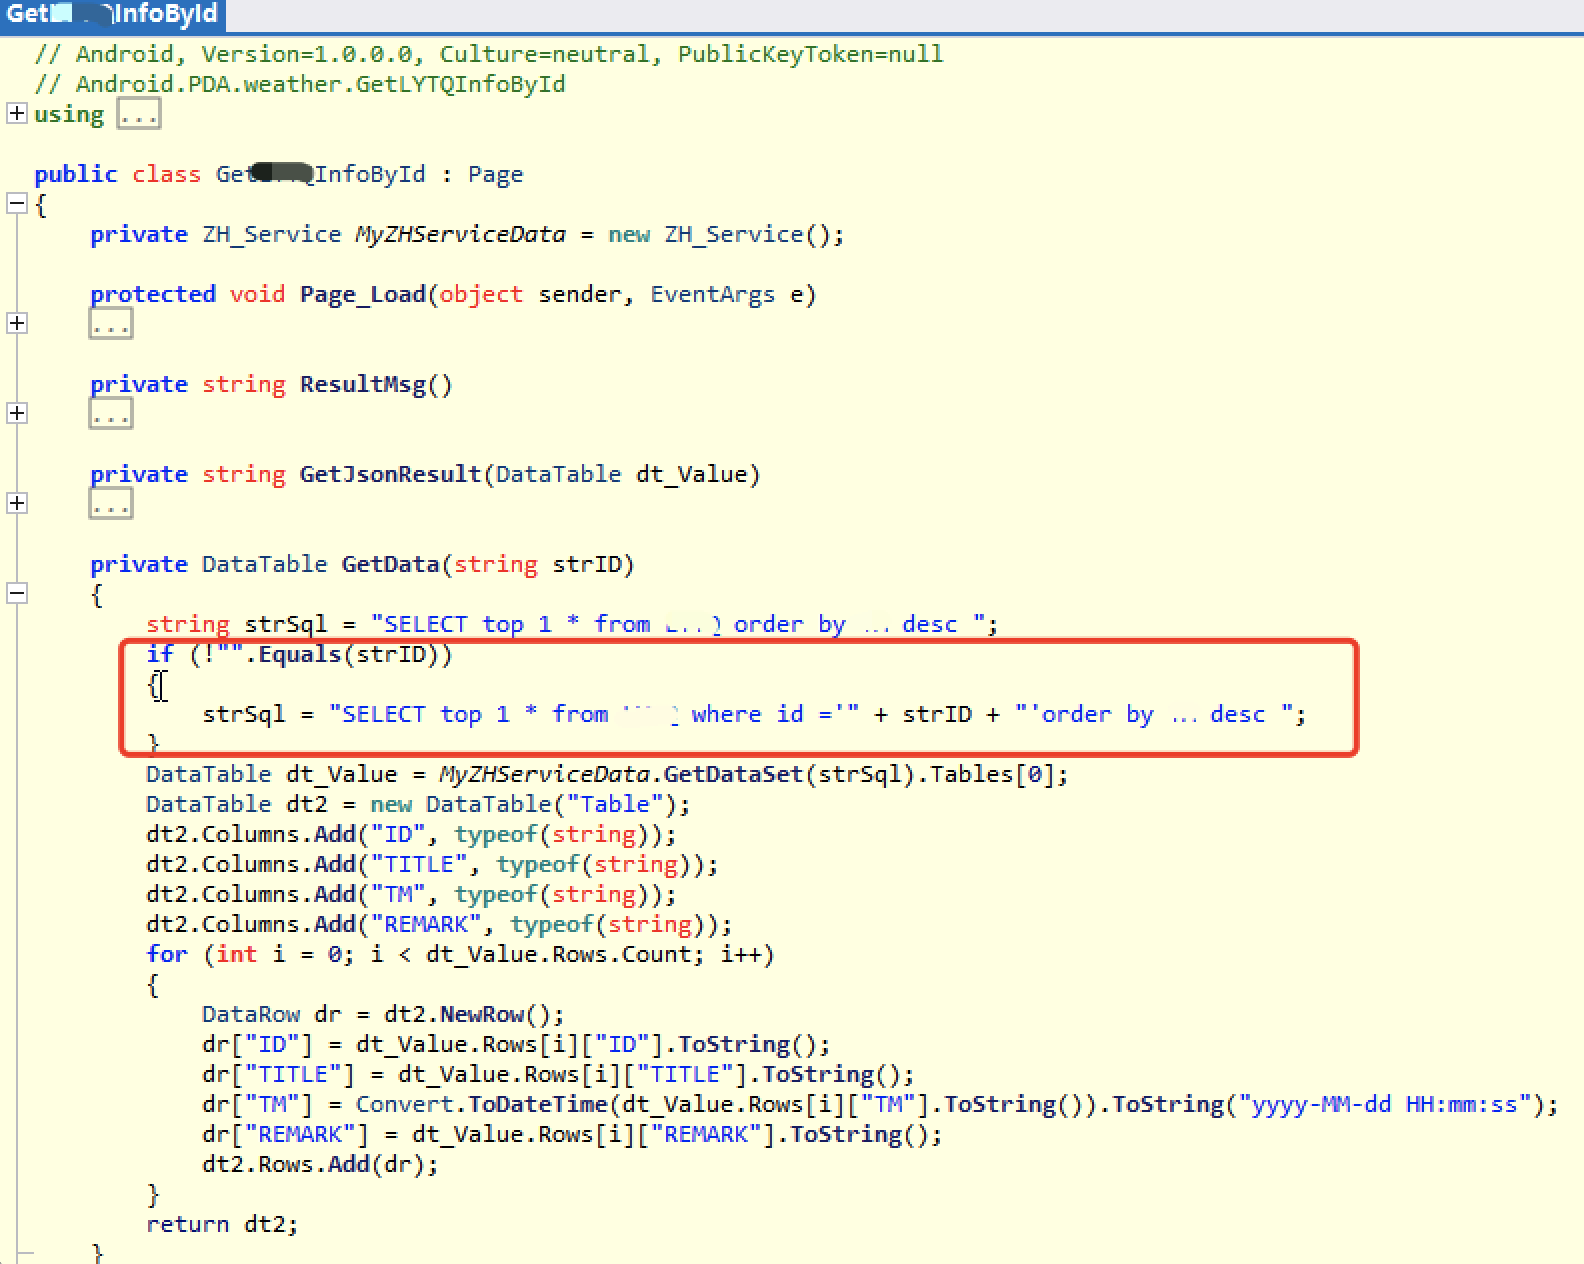 InfoById
// Android, Version=1.0.0.0, Culture=neutral, PublicKeyToken=null
// Android.PDA.weather.GetLYTQInfoById
using ...
public class Get InfoById : Page
{
private ZH_Service MyZHServiceData = new ZH_Service();
protected void Page_Load(object sender, EventArgs e)
...
private string ResultMsg()
...
private string GetJsonResult(DataTable dt_Value)
...
private DataTable GetData(string strID)
{
string strSql = "SELECT top 1 * from order by ... desc ";
if (!"".Equals(strID))
{
strSql = "SELECT top 1 * from where id ='" + strID + "'order by ... desc ";
}
DataTable dt_Value = MyZHServiceData.GetDataSet(strSql).Tables[0];
DataTable dt2 = new DataTable("Table");
dt2.Columns.Add("ID", typeof(string));
dt2.Columns.Add("TITLE", typeof(string));
dt2.Columns.Add("TM", typeof(string));
dt2.Columns.Add("REMARK", typeof(string));
for (int i = 0; i < dt_Value.Rows.Count; i++)
{
DataRow dr = dt2.NewRow();
dr["ID"] = dt_Value.Rows[i]["ID"].ToString();
dr["TITLE"] = dt_Value.Rows[i]["TITLE"].ToString();
dr["TM"] = Convert.ToDateTime(dt_Value.Rows[i]["TM"].ToString()).ToString("yyyy-MM-dd HH:mm:ss");
dr["REMARK"] = dt_Value.Rows[i]["REMARK"].ToString();
dt2.Rows.Add(dr);
}
return dt2;
}